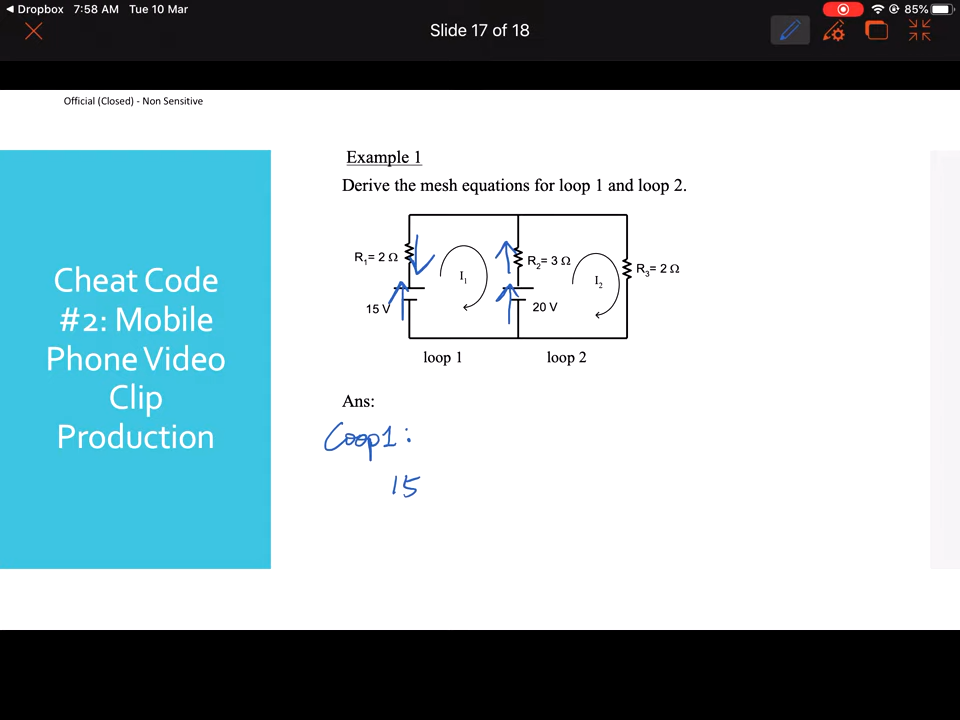 Dropbox 7:58 AM Tue 10 Mar 85%
Slide 17 of 18
Official (Closed) - Non Sensitive
Cheat Code
#2: Mobile
Phone Video
Clip
Production
Example 1
Derive the mesh equations for loop 1 and loop 2.
R1= 2 Ω
I1
R2= 3 Ω
I2
R3= 2 Ω
15 V
20 V
loop 1
loop 2
Ans:
Loop1:
15